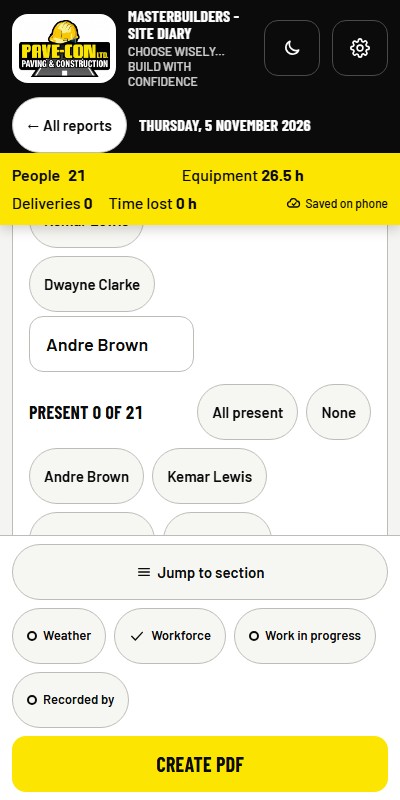 PAVE-CON LTD.
PAVING & CONSTRUCTION
MASTERBUILDERS -
SITE DIARY
CHOOSE WISELY...
BUILD WITH
CONFIDENCE
← All reports
THURSDAY, 5 NOVEMBER 2026
People 21
Equipment 26.5 h
Deliveries 0
Time lost 0 h
Saved on phone
Dwayne Clarke
Andre Brown
PRESENT 0 OF 21
All present
None
Andre Brown
Kemar Lewis
Jump to section
Weather
Workforce
Work in progress
Recorded by
CREATE PDF